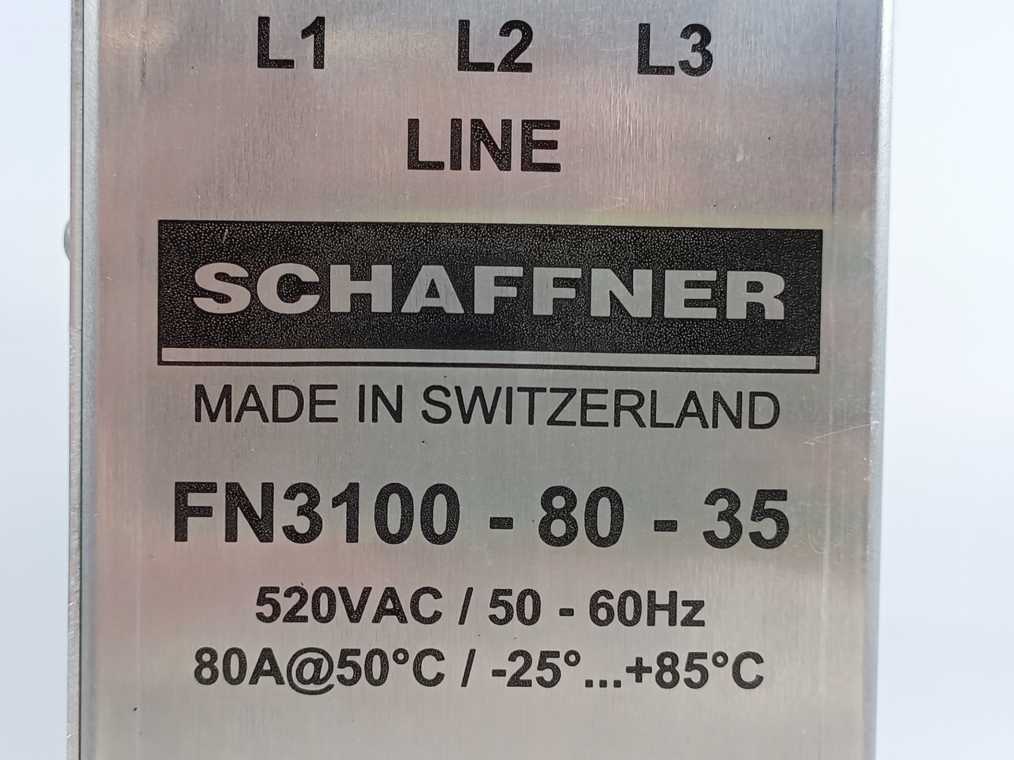 L1 L2 L3
LINE
SCHAFFNER
MADE IN SWITZERLAND
FN3100 - 80 - 35
520VAC / 50 - 60Hz
80A@50°C / -25°...+85°C